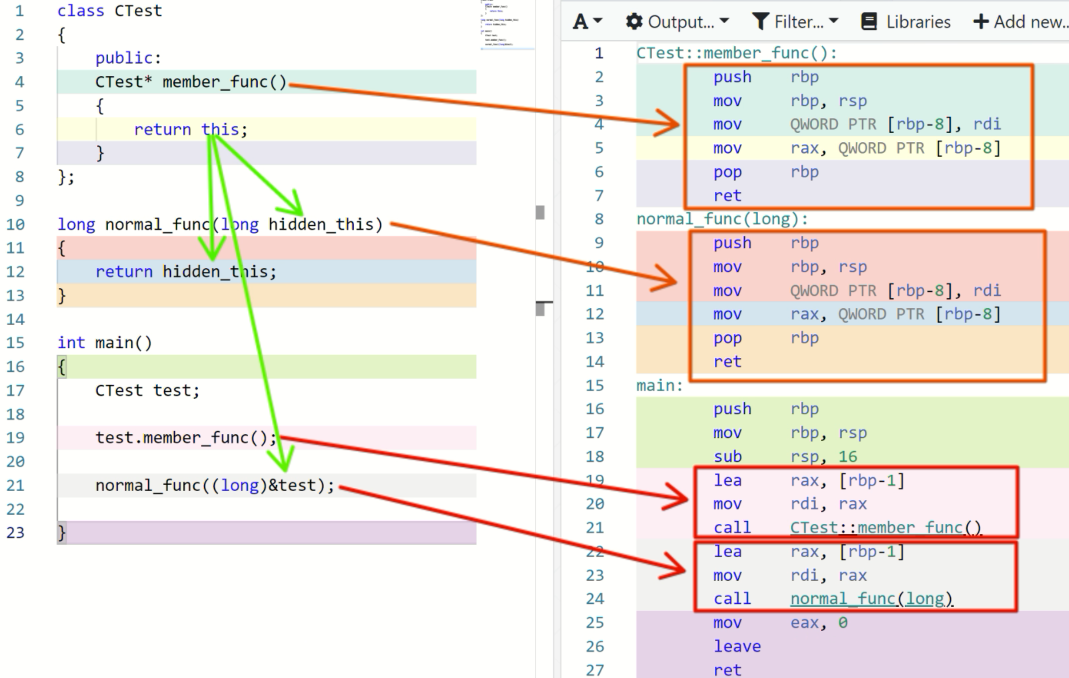 1 class CTest
2 {
3 public:
4 CTest* member_func()
5 {
6 return this;
7 }
8 };
9
10 long normal_func(long hidden_this)
11 {
12 return hidden_this;
13 }
14
15 int main()
16 {
17 CTest test;
18
19 test.member_func();
20
21 normal_func((long)&test);
22
23 }
A Output... Filter... Libraries + Add new...
1 CTest::member_func():
2 push rbp
3 mov rbp, rsp
4 mov QWORD PTR [rbp-8], rdi
5 mov rax, QWORD PTR [rbp-8]
6 pop rbp
7 ret
8 normal_func(long):
9 push rbp
10 mov rbp, rsp
11 mov QWORD PTR [rbp-8], rdi
12 mov rax, QWORD PTR [rbp-8]
13 pop rbp
14 ret
15 main:
16 push rbp
17 mov rbp, rsp
18 sub rsp, 16
19 lea rax, [rbp-1]
20 mov rdi, rax
21 call CTest::member_func()
22 lea rax, [rbp-1]
23 mov rdi, rax
24 call normal_func(long)
25 mov eax, 0
26 leave
27 ret